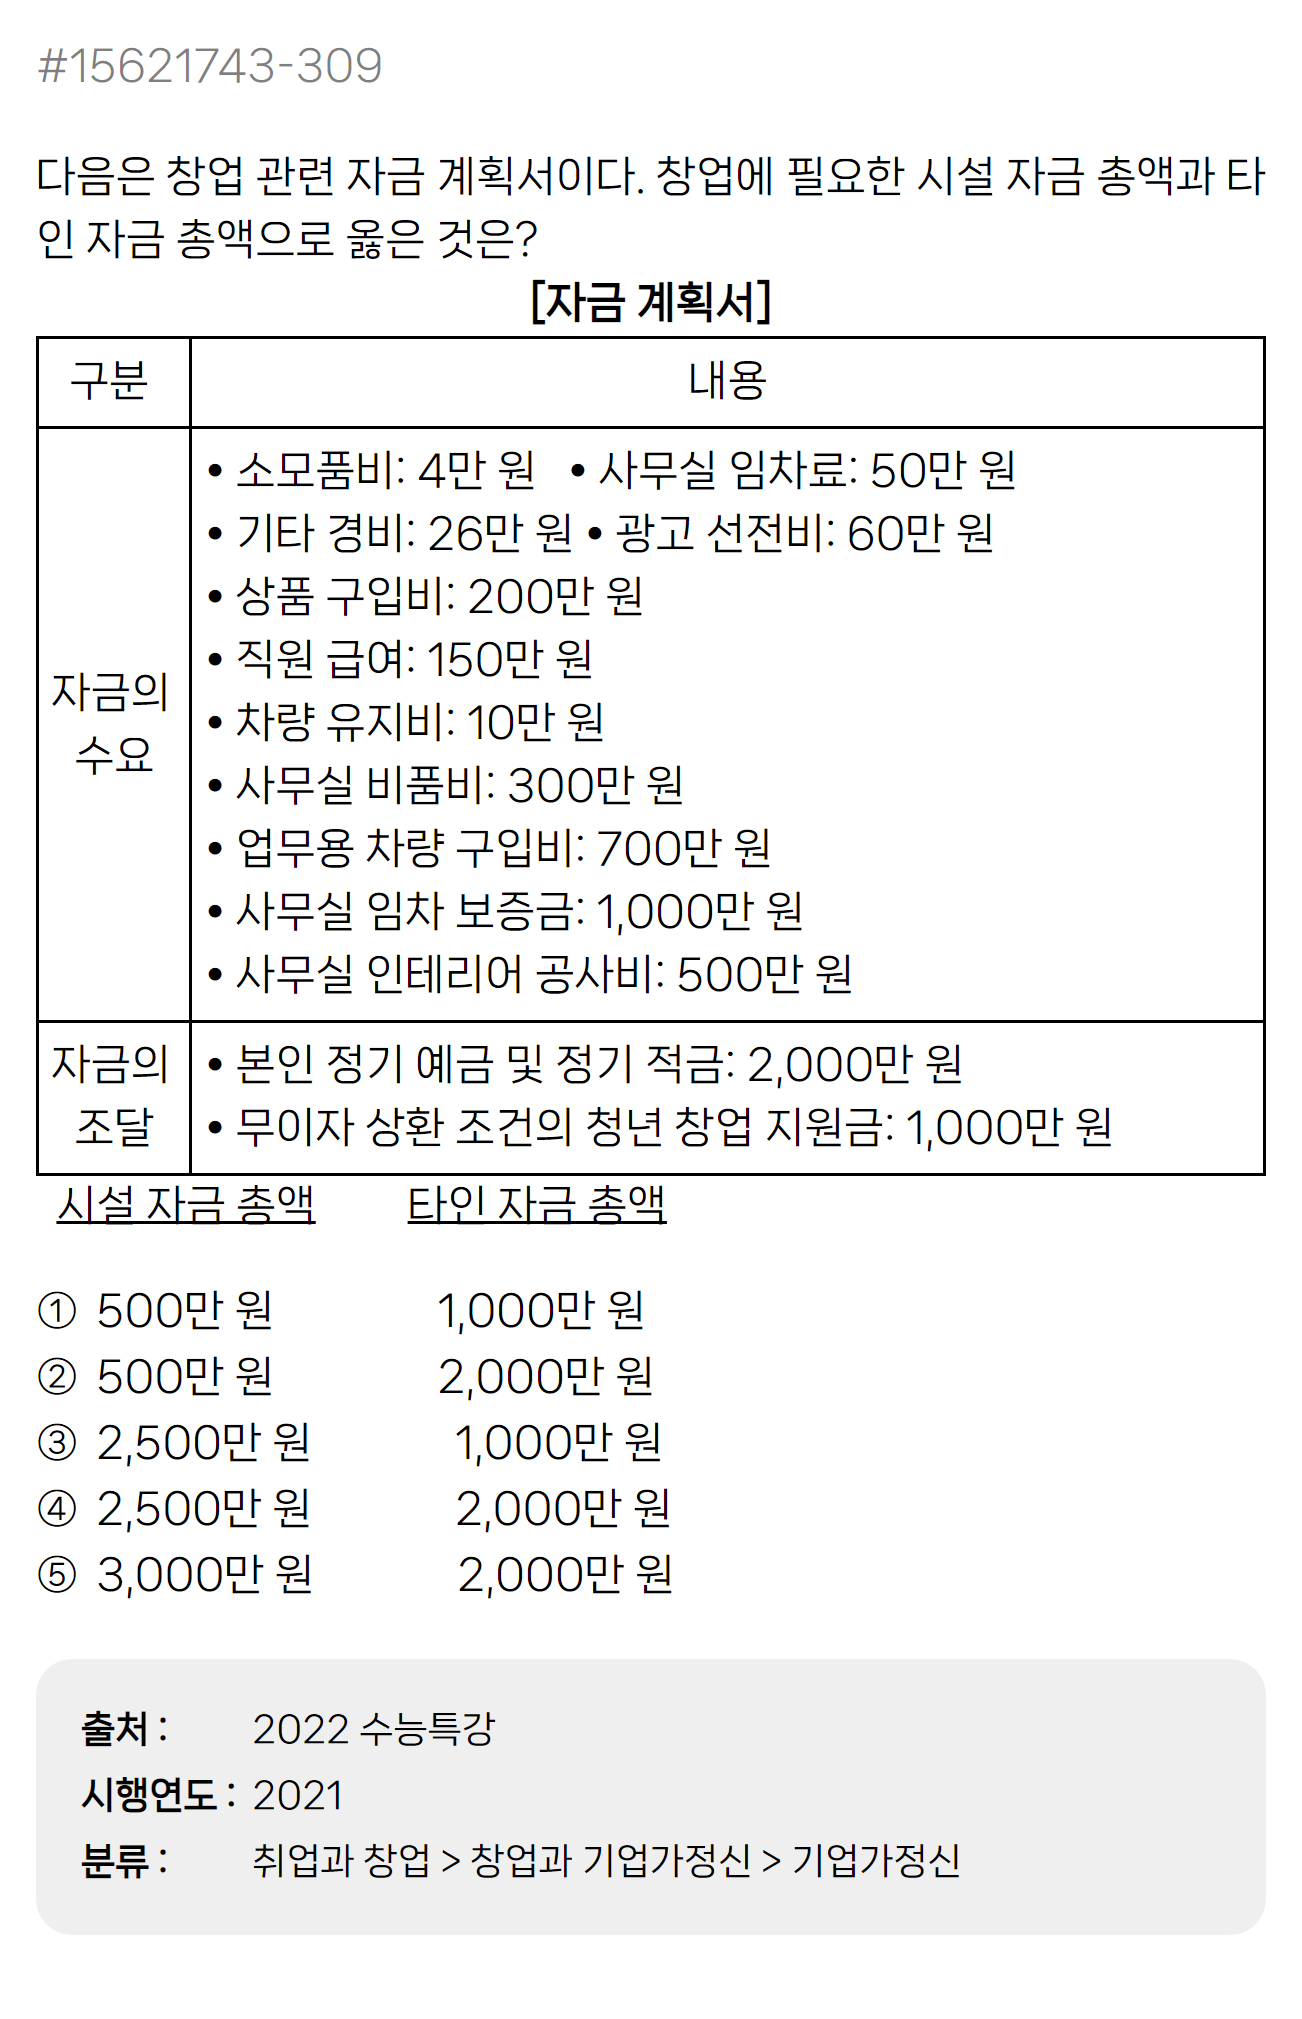 #15621743-309
다음은 창업 관련 자금 계획서이다. 창업에 필요한 시설 자금 총액과 타
인 자금 총액으로 옳은 것은?
[자금 계획서]
구분 내용
• 소모품비: 4만 원 • 사무실 임차료: 50만 원
• 기타 경비: 26만 원 • 광고 선전비: 60만 원
• 상품 구입비: 200만 원
• 직원 급여: 150만 원
자금의
수요
• 차량 유지비: 10만 원
• 사무실 비품비: 300만 원
• 업무용 차량 구입비: 700만 원
• 사무실 임차 보증금: 1,000만 원
• 사무실 인테리어 공사비: 500만 원
자금의
조달
• 본인 정기 예금 및 정기 적금: 2,000만 원
• 무이자 상환 조건의 청년 창업 지원금: 1,000만 원
시설 자금 총액 타인 자금 총액
① 500만 원 1,000만 원
② 500만 원 2,000만 원
③ 2,500만 원 1,000만 원
④ 2,500만 원 2,000만 원
⑤ 3,000만 원 2,000만 원
출처 : 2022 수능특강
시행연도 : 2021
분류 : 취업과 창업 > 창업과 기업가정신 > 기업가정신